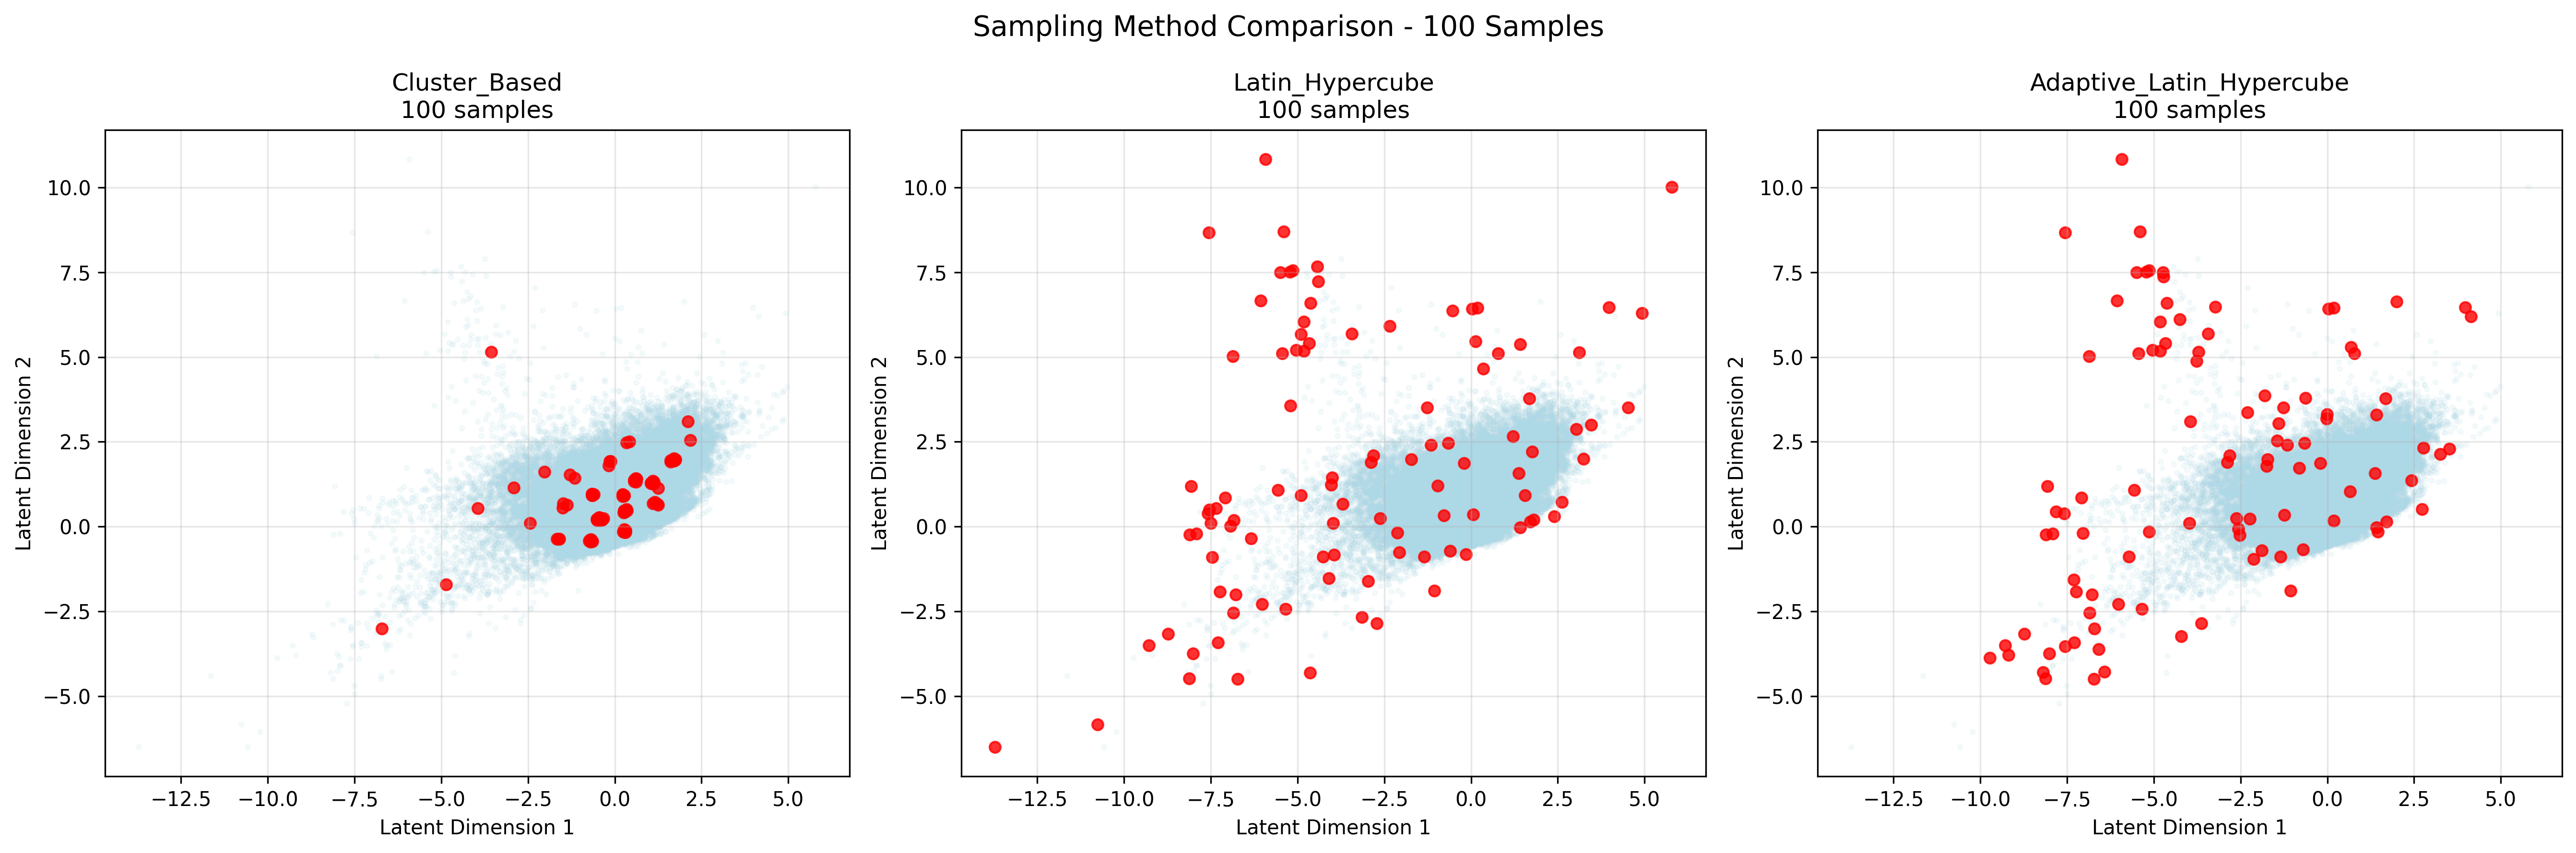 Sampling Method Comparison - 100 Samples
Cluster_Based
100 samples
10.0
7.5
5.0
2.5
0.0
−2.5
−5.0
Latent Dimension 2
−12.5 −10.0 −7.5 −5.0 −2.5 0.0 2.5 5.0
Latent Dimension 1
Latin_Hypercube
100 samples
10.0
7.5
5.0
2.5
0.0
−2.5
−5.0
Latent Dimension 2
−12.5 −10.0 −7.5 −5.0 −2.5 0.0 2.5 5.0
Latent Dimension 1
Adaptive_Latin_Hypercube
100 samples
10.0
7.5
5.0
2.5
0.0
−2.5
−5.0
Latent Dimension 2
−12.5 −10.0 −7.5 −5.0 −2.5 0.0 2.5 5.0
Latent Dimension 1